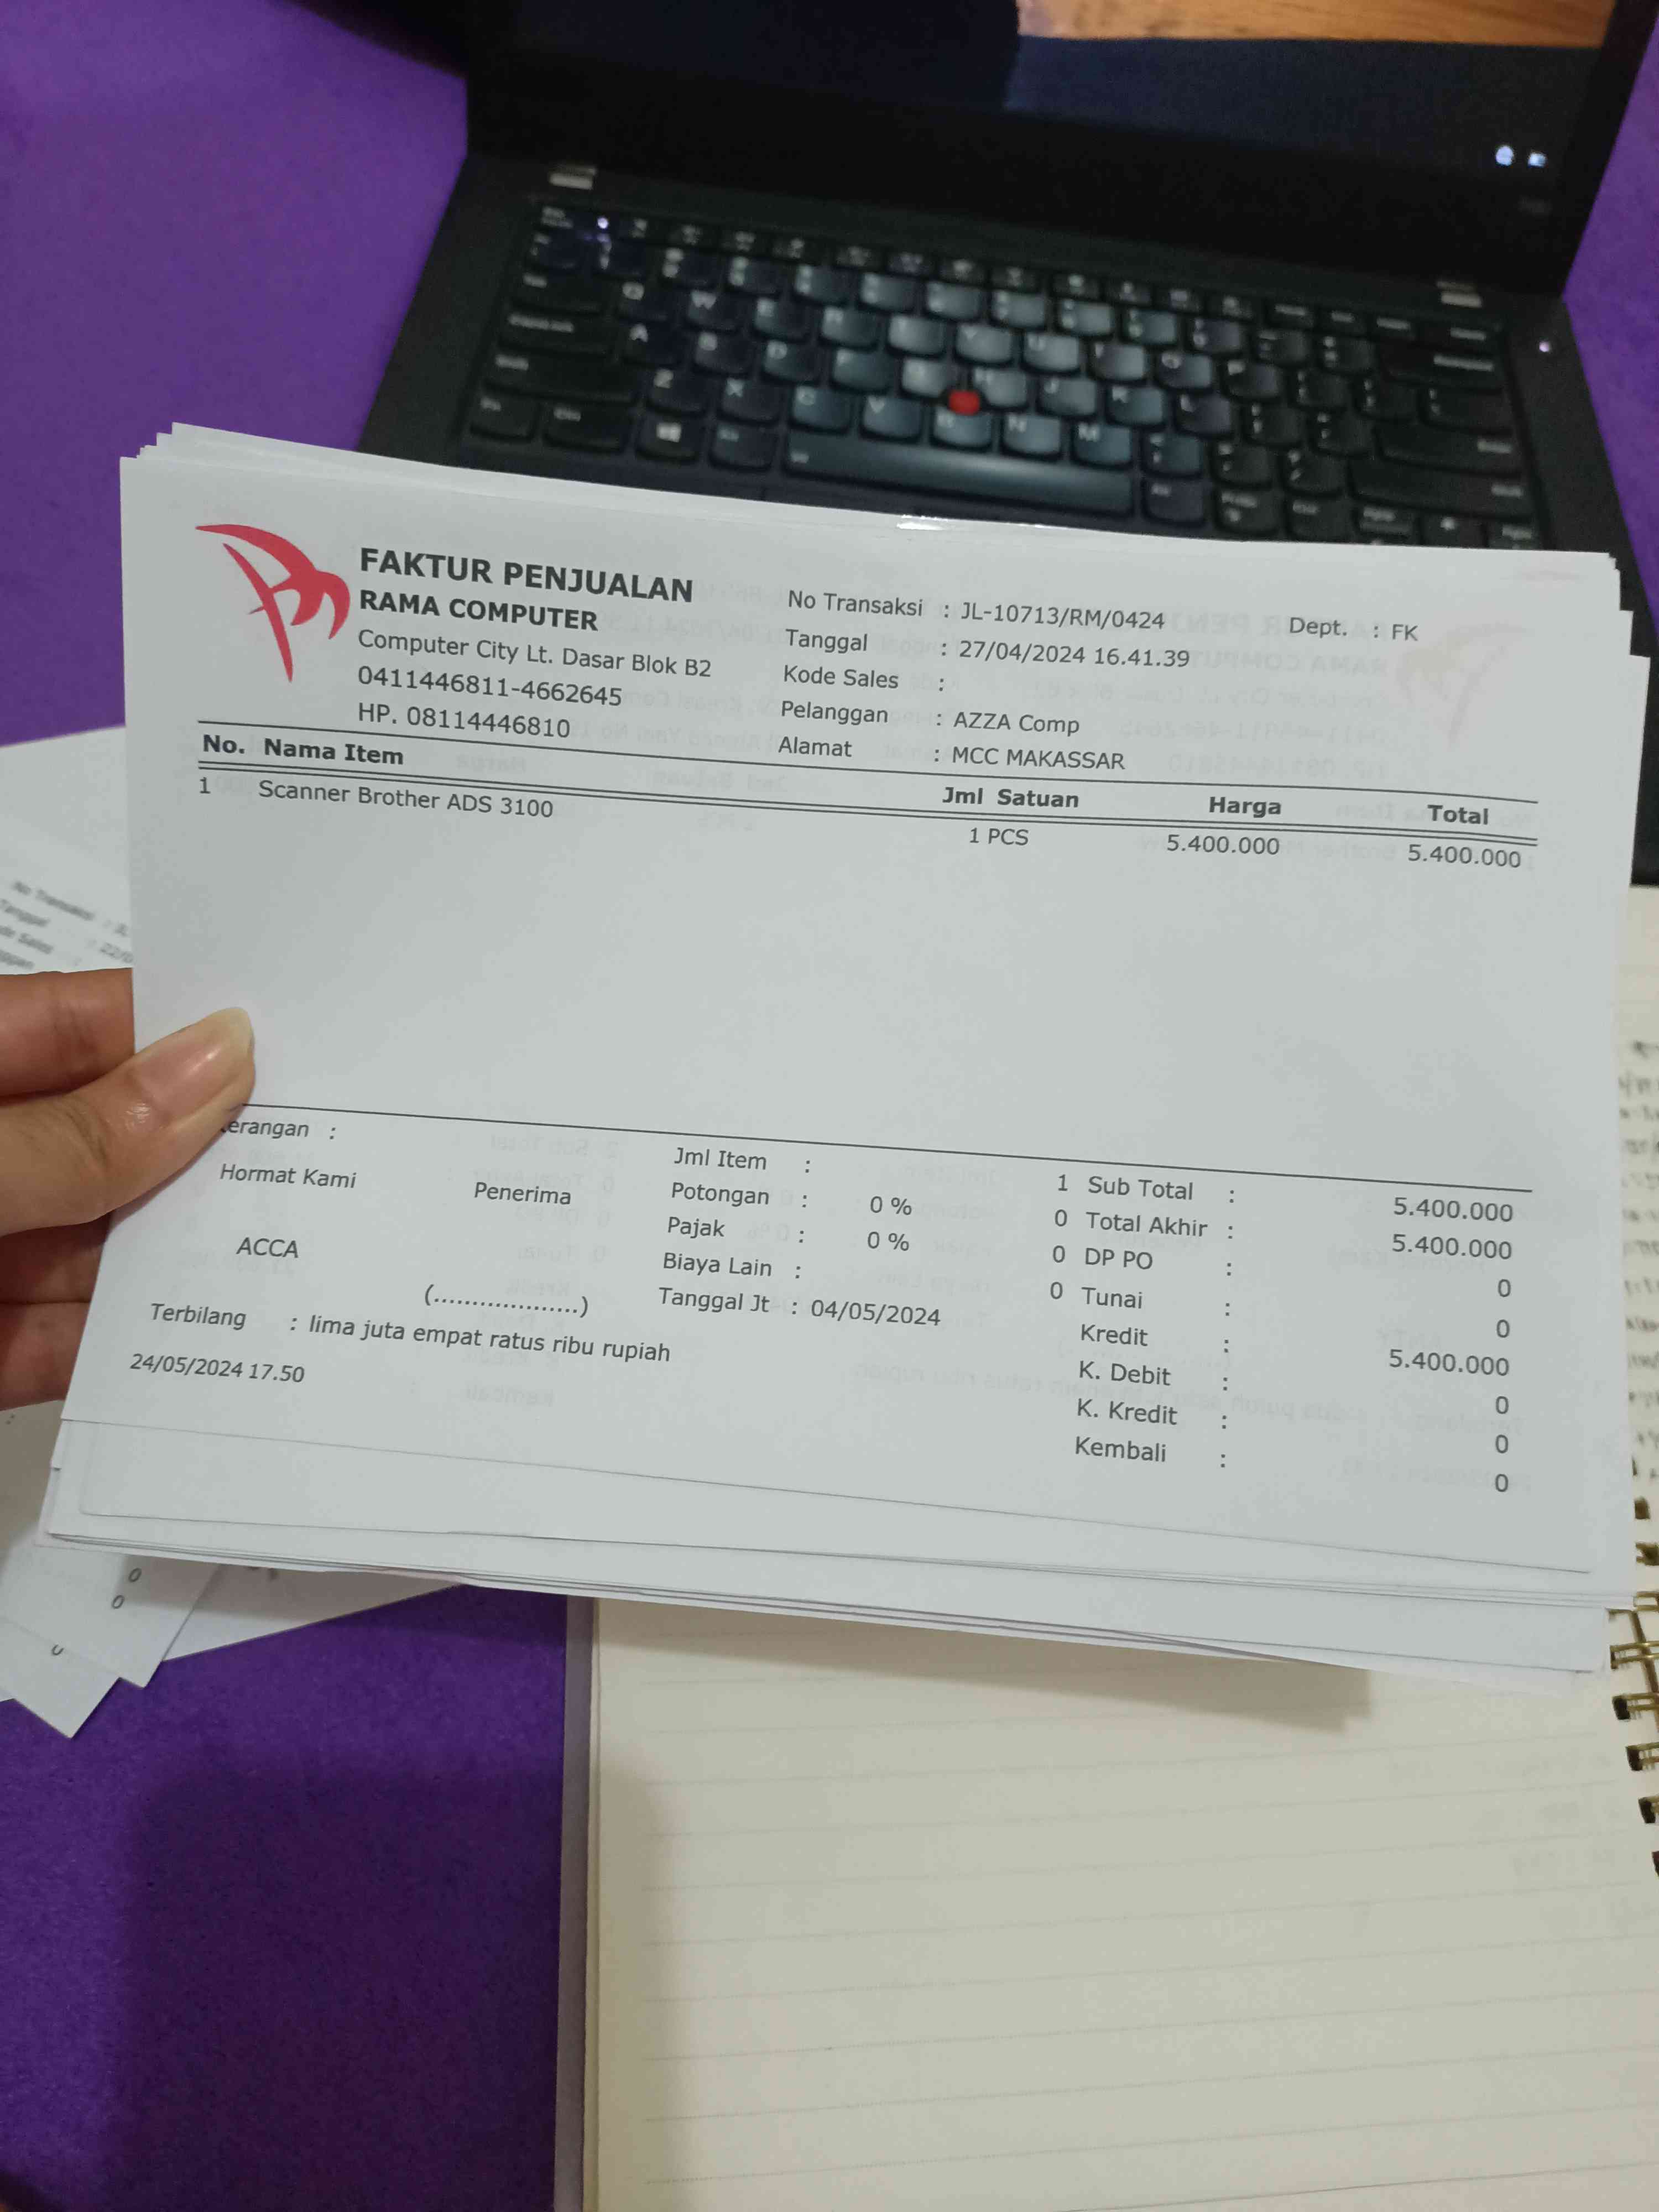 FAKTUR PENJUALAN
RAMA COMPUTER
Computer City Lt. Dasar Blok B2
0411446811-4662645
HP. 08114446810
No Transaksi : JL-10713/RM/0424 Dept. : FK
Tanggal : 27/04/2024 16.41.39
Kode Sales :
Pelanggan : AZZA Comp
Alamat : MCC MAKASSAR
No. Nama Item Jml Satuan Harga Total
1 Scanner Brother ADS 3100 1 PCS 5.400.000 5.400.000
erangan :
Hormat Kami Penerima
ACCA
(...................)
Jml Item : 1
Potongan : 0 % 0
Pajak : 0 % 0
Biaya Lain : 0
Tanggal Jt : 04/05/2024
Sub Total : 5.400.000
Total Akhir : 5.400.000
DP PO : 0
Tunai : 0
Kredit : 5.400.000
K. Debit : 0
K. Kredit : 0
Kembali : 0
Terbilang : lima juta empat ratus ribu rupiah
24/05/2024 17.50